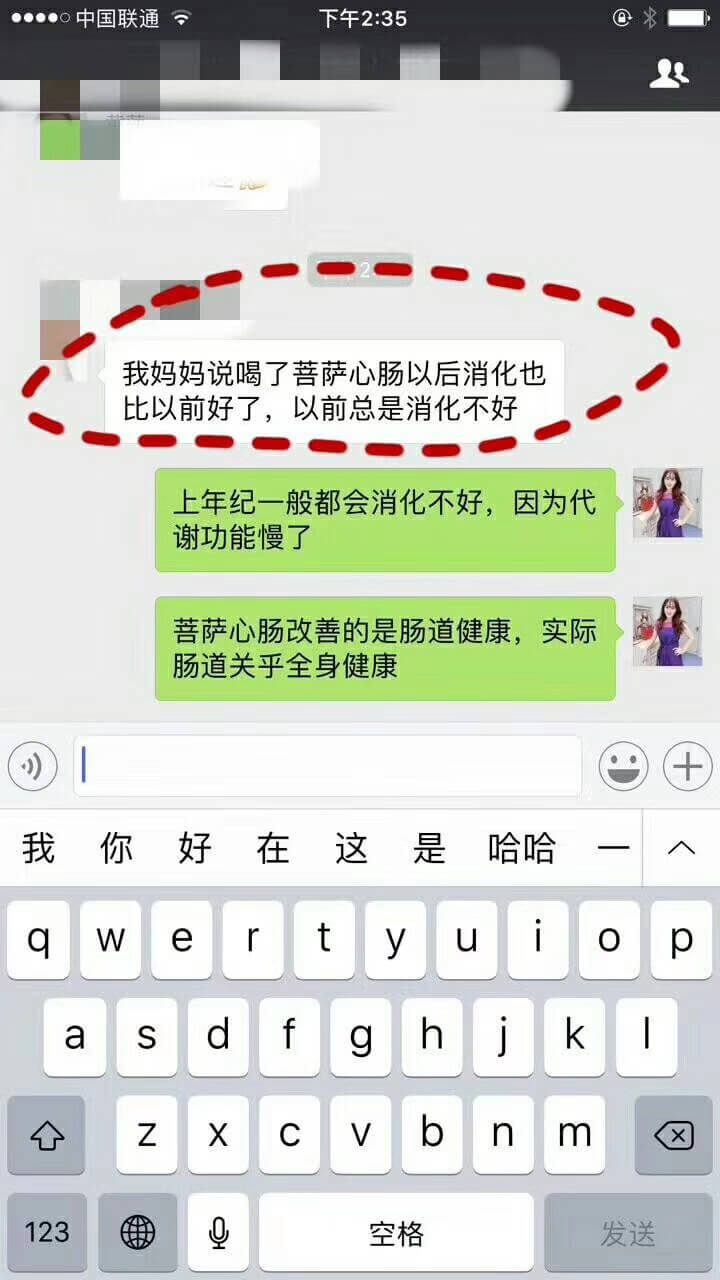 中国联通
下午2:35
我妈妈说喝了菩萨心肠以后消化也
比以前好了，以前总是消化不好
上年纪一般都会消化不好，因为代
谢功能慢了
菩萨心肠改善的是肠道健康，实际
肠道关乎全身健康
我 你 好 在 这 是 哈哈 一
q w e r t y u i o p
a s d f g h j k l
z x c v b n m
123 空格 发送